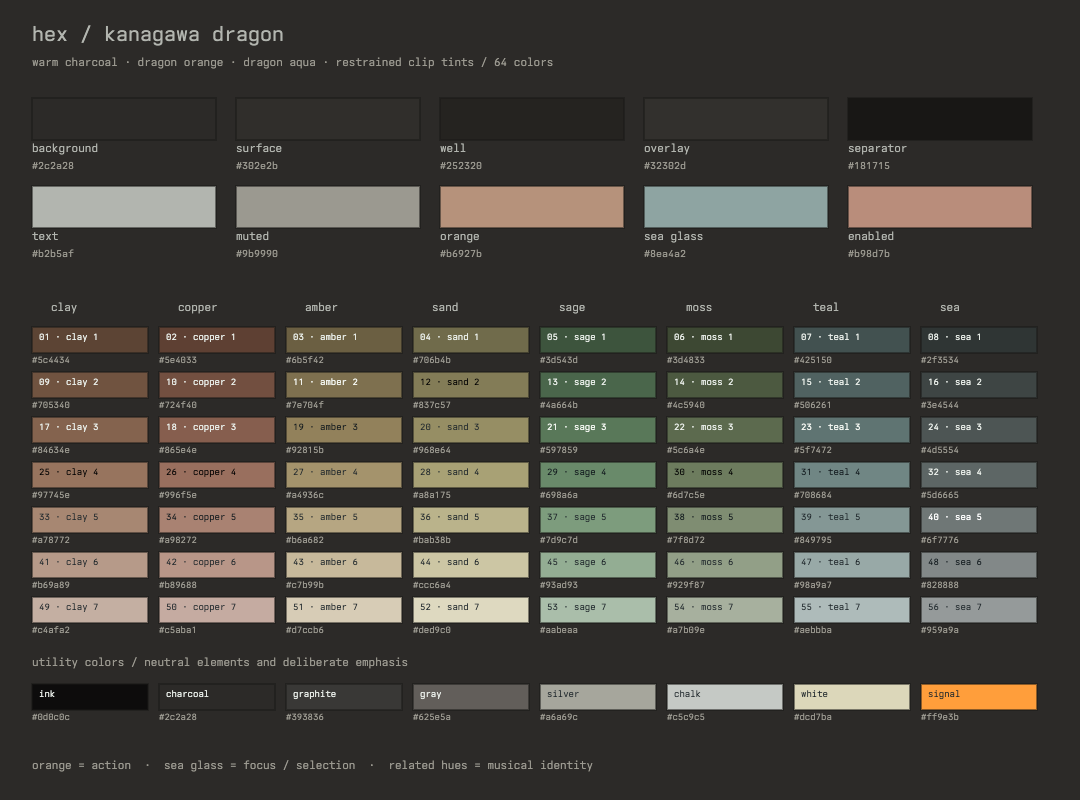 hex / kanagawa dragon
warm charcoal · dragon orange · dragon aqua · restrained clip tints / 64 colors
background surface well overlay separator
#2c2a28 #302e2b #252320 #32302d #181715
text muted orange sea glass enabled
#b2b5af #9b9990 #b6927b #8ea4a2 #b98d7b
clay copper amber sand sage moss teal sea
01 · clay 1 02 · copper 1 03 · amber 1 04 · sand 1 05 · sage 1 06 · moss 1 07 · teal 1 08 · sea 1
#5c4434 #5e4033 #6b5f42 #706b4b #3d543d #3d4833 #425150 #2f3534
09 · clay 2 10 · copper 2 11 · amber 2 12 · sand 2 13 · sage 2 14 · moss 2 15 · teal 2 16 · sea 2
#705340 #724f40 #7e704f #837c57 #4a664b #4c5940 #506261 #3e4544
17 · clay 3 18 · copper 3 19 · amber 3 20 · sand 3 21 · sage 3 22 · moss 3 23 · teal 3 24 · sea 3
#84634e #865e4e #92815b #968e64 #597859 #5c6a4e #5f7472 #4d5554
25 · clay 4 26 · copper 4 27 · amber 4 28 · sand 4 29 · sage 4 30 · moss 4 31 · teal 4 32 · sea 4
#97745e #996f5e #a4936c #a8a175 #698a6a #6d7c5e #708684 #5d6665
33 · clay 5 34 · copper 5 35 · amber 5 36 · sand 5 37 · sage 5 38 · moss 5 39 · teal 5 40 · sea 5
#a78772 #a98272 #b6a682 #bab38b #7d9c7d #7f8d72 #849795 #6f7776
41 · clay 6 42 · copper 6 43 · amber 6 44 · sand 6 45 · sage 6 46 · moss 6 47 · teal 6 48 · sea 6
#b69a89 #b89688 #c7b99b #ccc6a4 #93ad93 #929f87 #98a9a7 #828888
49 · clay 7 50 · copper 7 51 · amber 7 52 · sand 7 53 · sage 7 54 · moss 7 55 · teal 7 56 · sea 7
#c4afa2 #c5aba1 #d7ccb6 #ded9c0 #aabeaa #a7b09e #aebbba #959a9a
utility colors / neutral elements and deliberate emphasis
ink charcoal graphite gray silver chalk white signal
#0d0c0c #2c2a28 #393836 #625e5a #a6a69c #c5c9c5 #dcd7ba #ff9e3b
orange = action · sea glass = focus / selection · related hues = musical identity